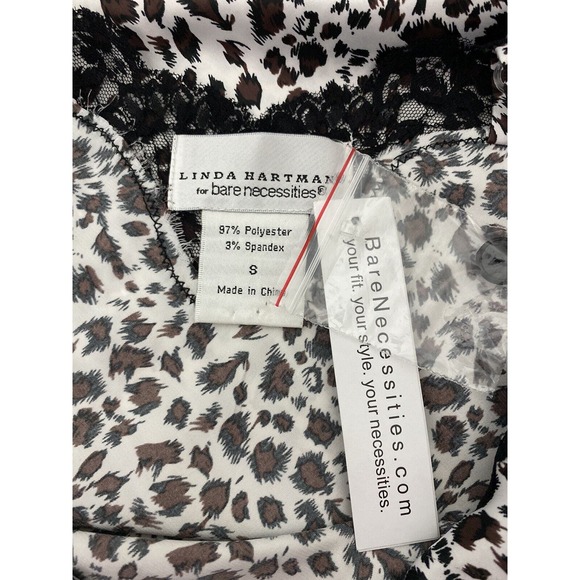 LINDA HARTMAN
for bare necessities®
97% Polyester
3% Spandex
S
Made in China
BareNecessities.com
your fit. your style. your necessities.